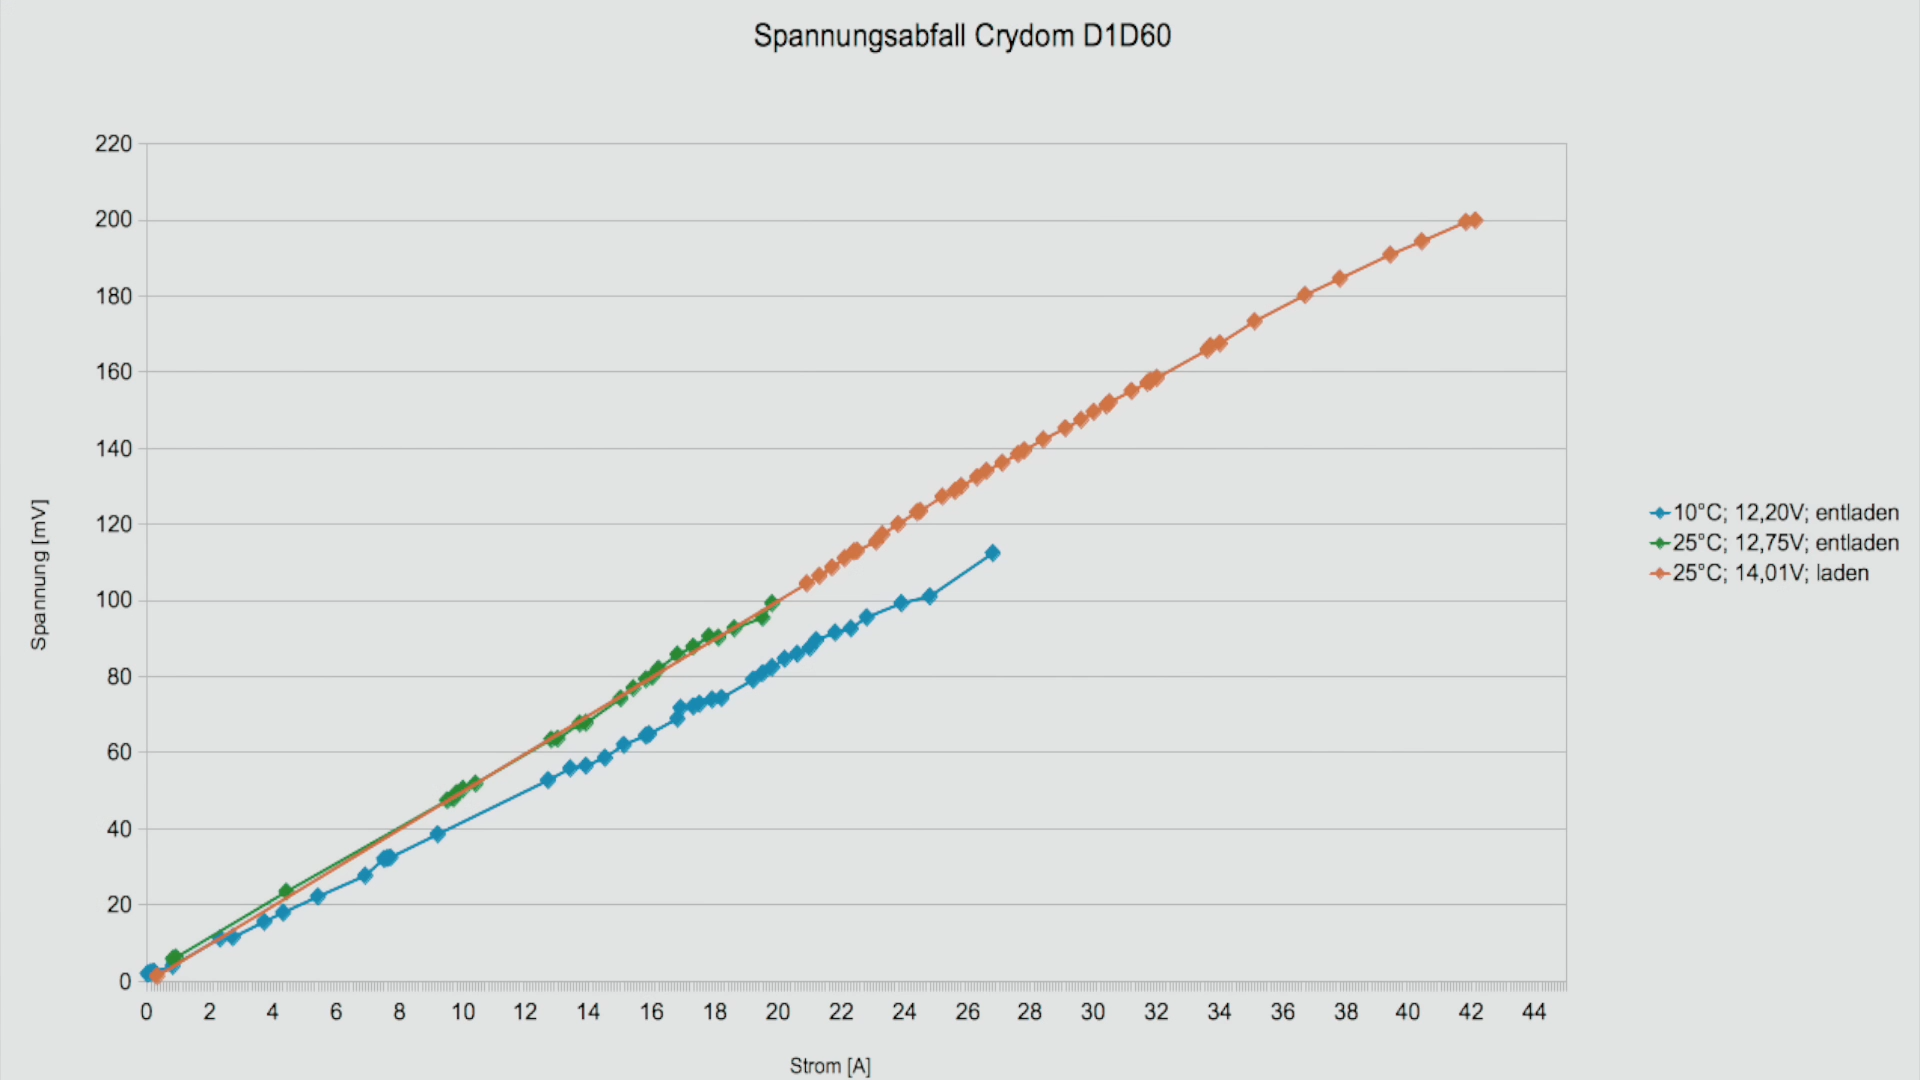 Spannungsabfall Crydom D1D60
220
200
180
160
140
120
100
80
60
40
20
0
Spannung [mV]
0 2 4 6 8 10 12 14 16 18 20 22 24 26 28 30 32 34 36 38 40 42 44
Strom [A]
10°C; 12,20V; entladen
25°C; 12,75V; entladen
25°C; 14,01V; laden